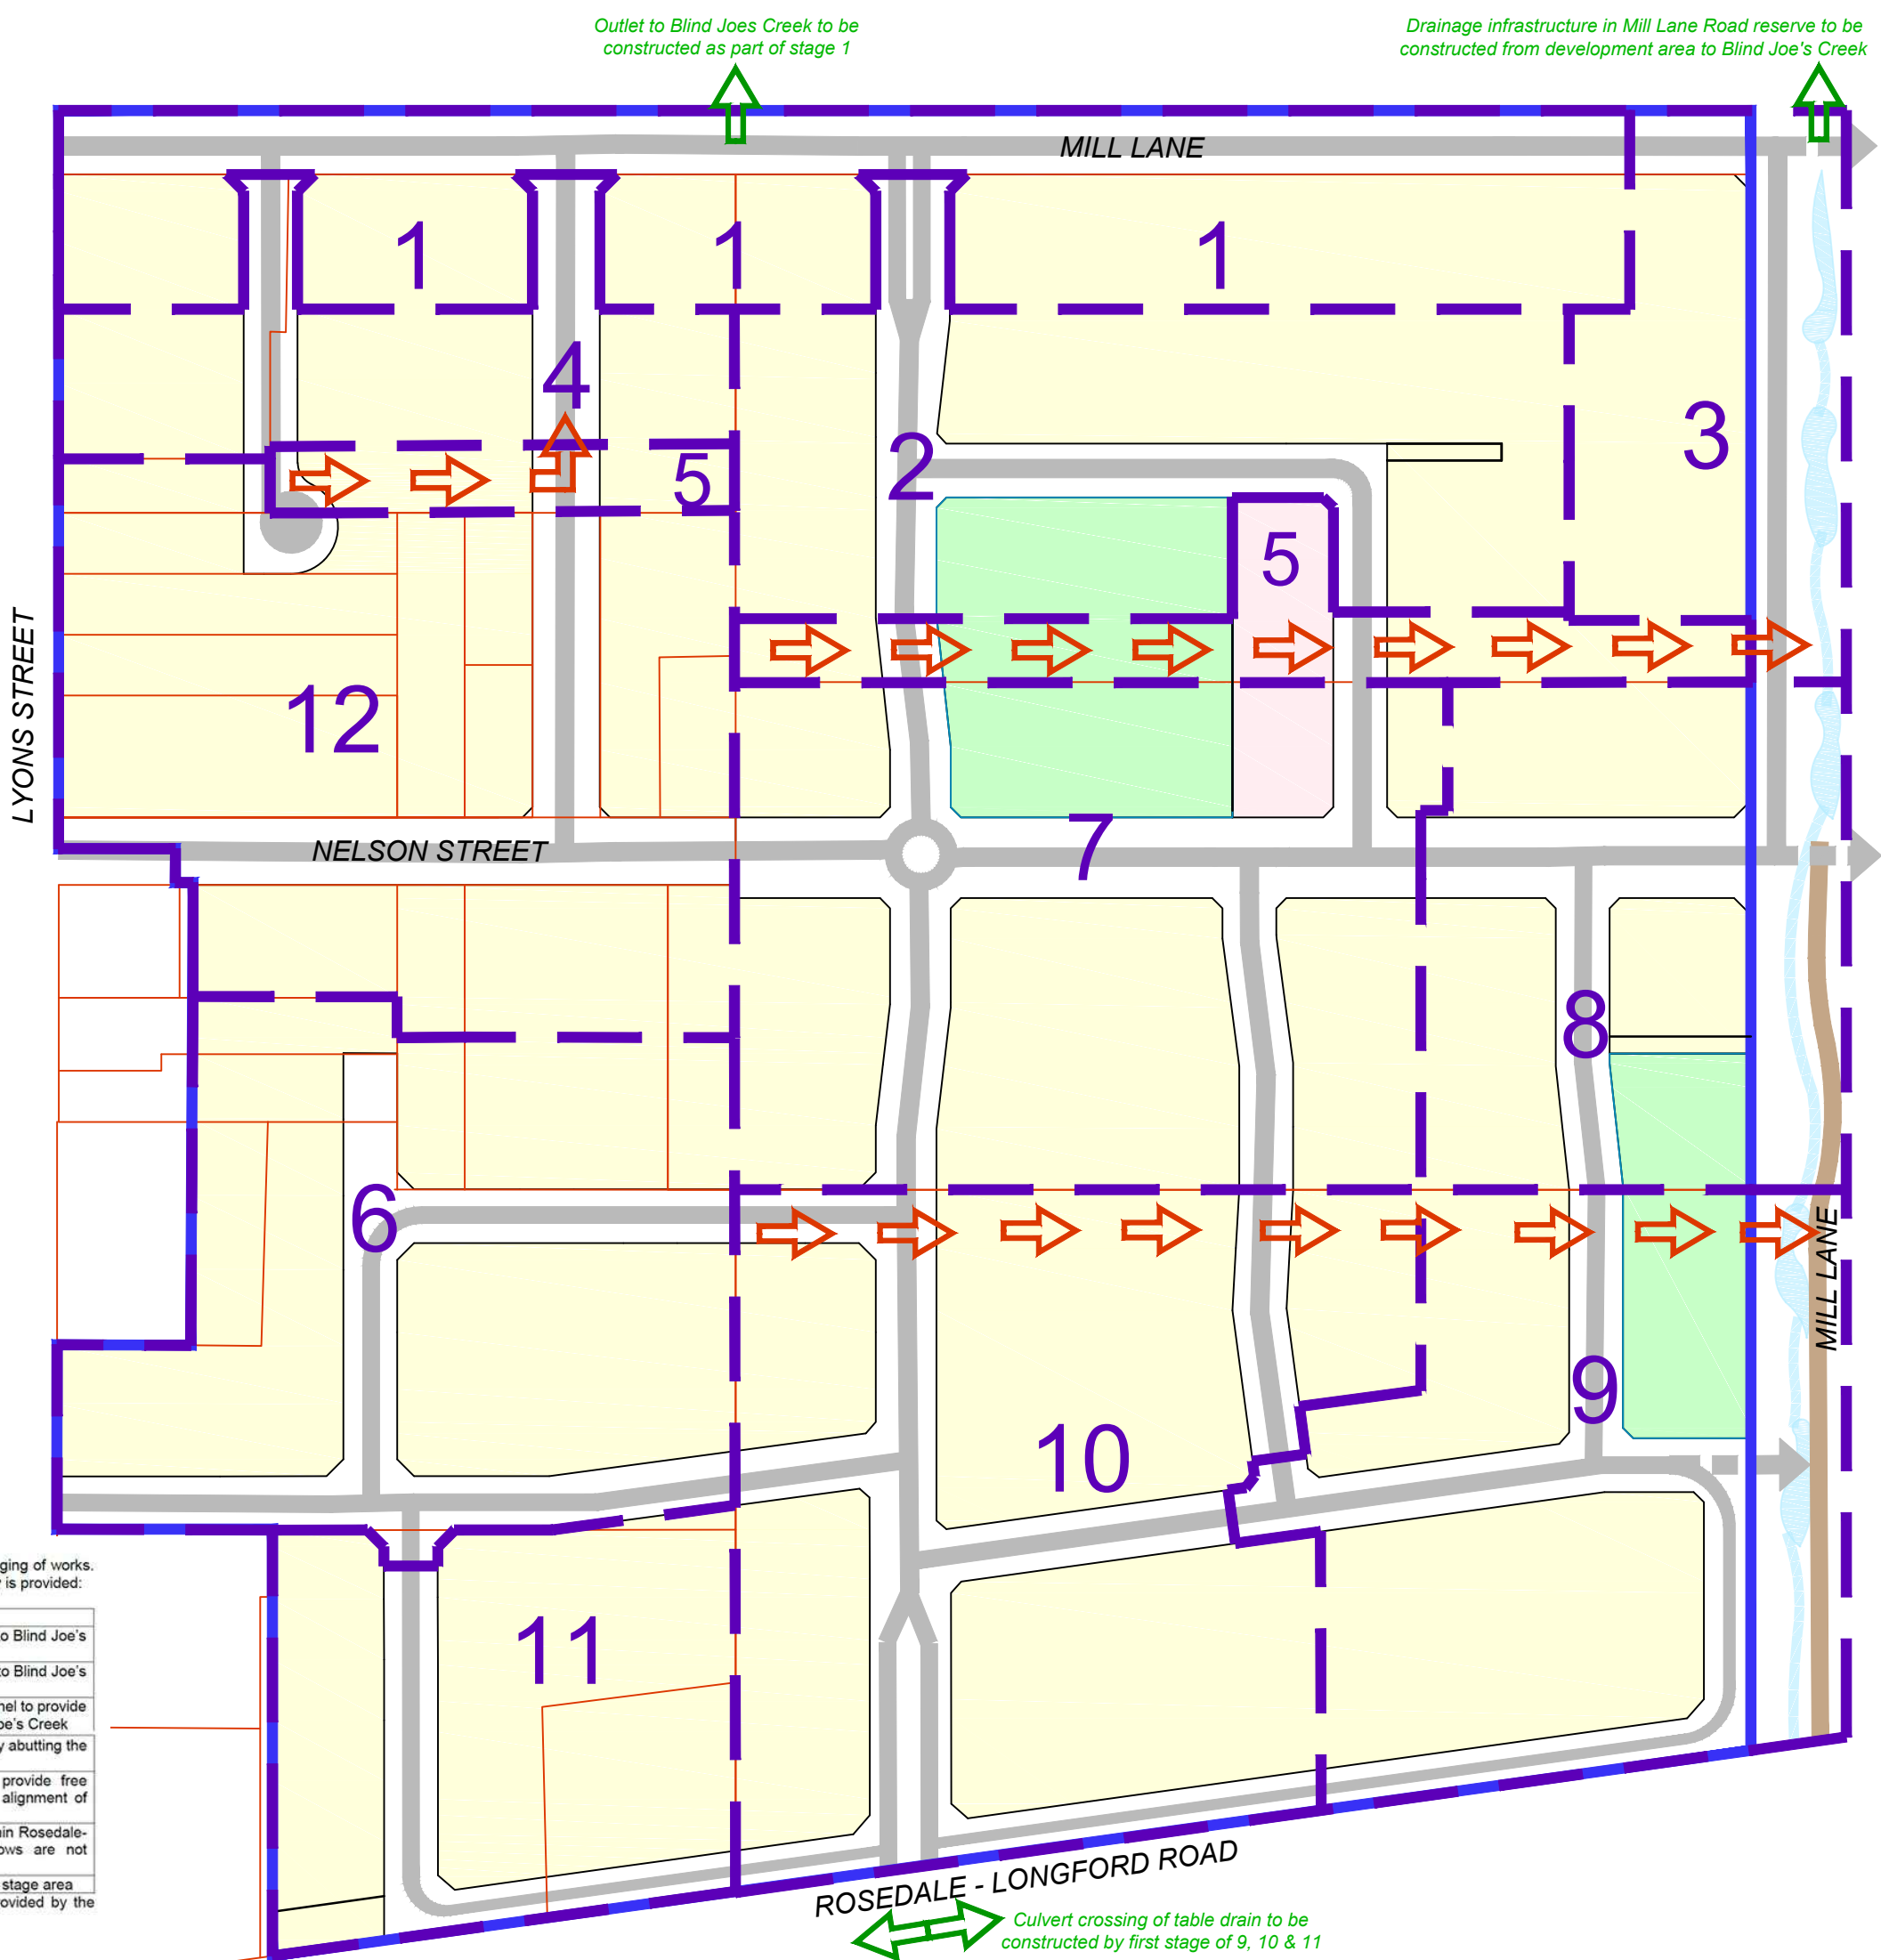 Outlet to Blind Joes Creek to be
constructed as part of stage 1
Drainage infrastructure in Mill Lane Road reserve to be
constructed from development area to Blind Joe's Creek
MILL LANE
1
1
1
4
3
2
5
5
LYONS STREET
12
7
NELSON STREET
8
6
MILL LANE
9
10
11
ging of works.
is provided:
o Blind Joe's
to Blind Joe's
nel to provide
oe's Creek
y abutting the
provide free
alignment of
in Rosedale-
ows are not
stage area
ovided by the
ROSEDALE - LONGFORD ROAD
Culvert crossing of table drain to be
constructed by first stage of 9, 10 & 11